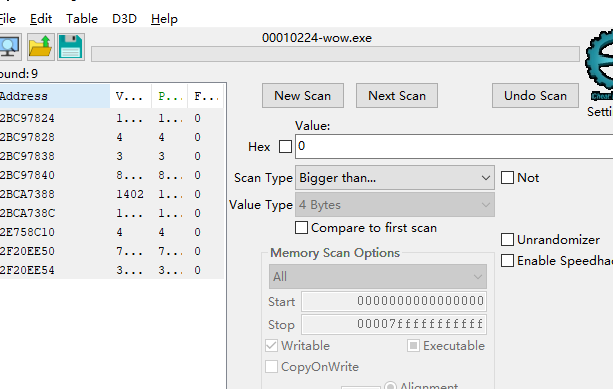 File Edit Table D3D Help
00010224-wow.exe
Found: 9
Address V... P... F...
2BC97824 1... 1... 0
2BC97828 4 4 0
2BC97838 3 3 0
2BC97840 8... 8... 0
2BCA7388 1402 1... 0
2BCA738C 1... 1... 0
2E758C10 4 4 0
2F20EE50 7... 7... 0
2F20EE54 3... 3... 0
New Scan Next Scan Undo Scan
Setti
Value:
Hex 0
Scan Type Bigger than... Not
Value Type 4 Bytes
Compare to first scan
Unrandomizer
Enable Speedhac
Memory Scan Options
All
Start 0000000000000000
Stop 00007fffffffffff
Writable Executable
CopyOnWrite
Alignment